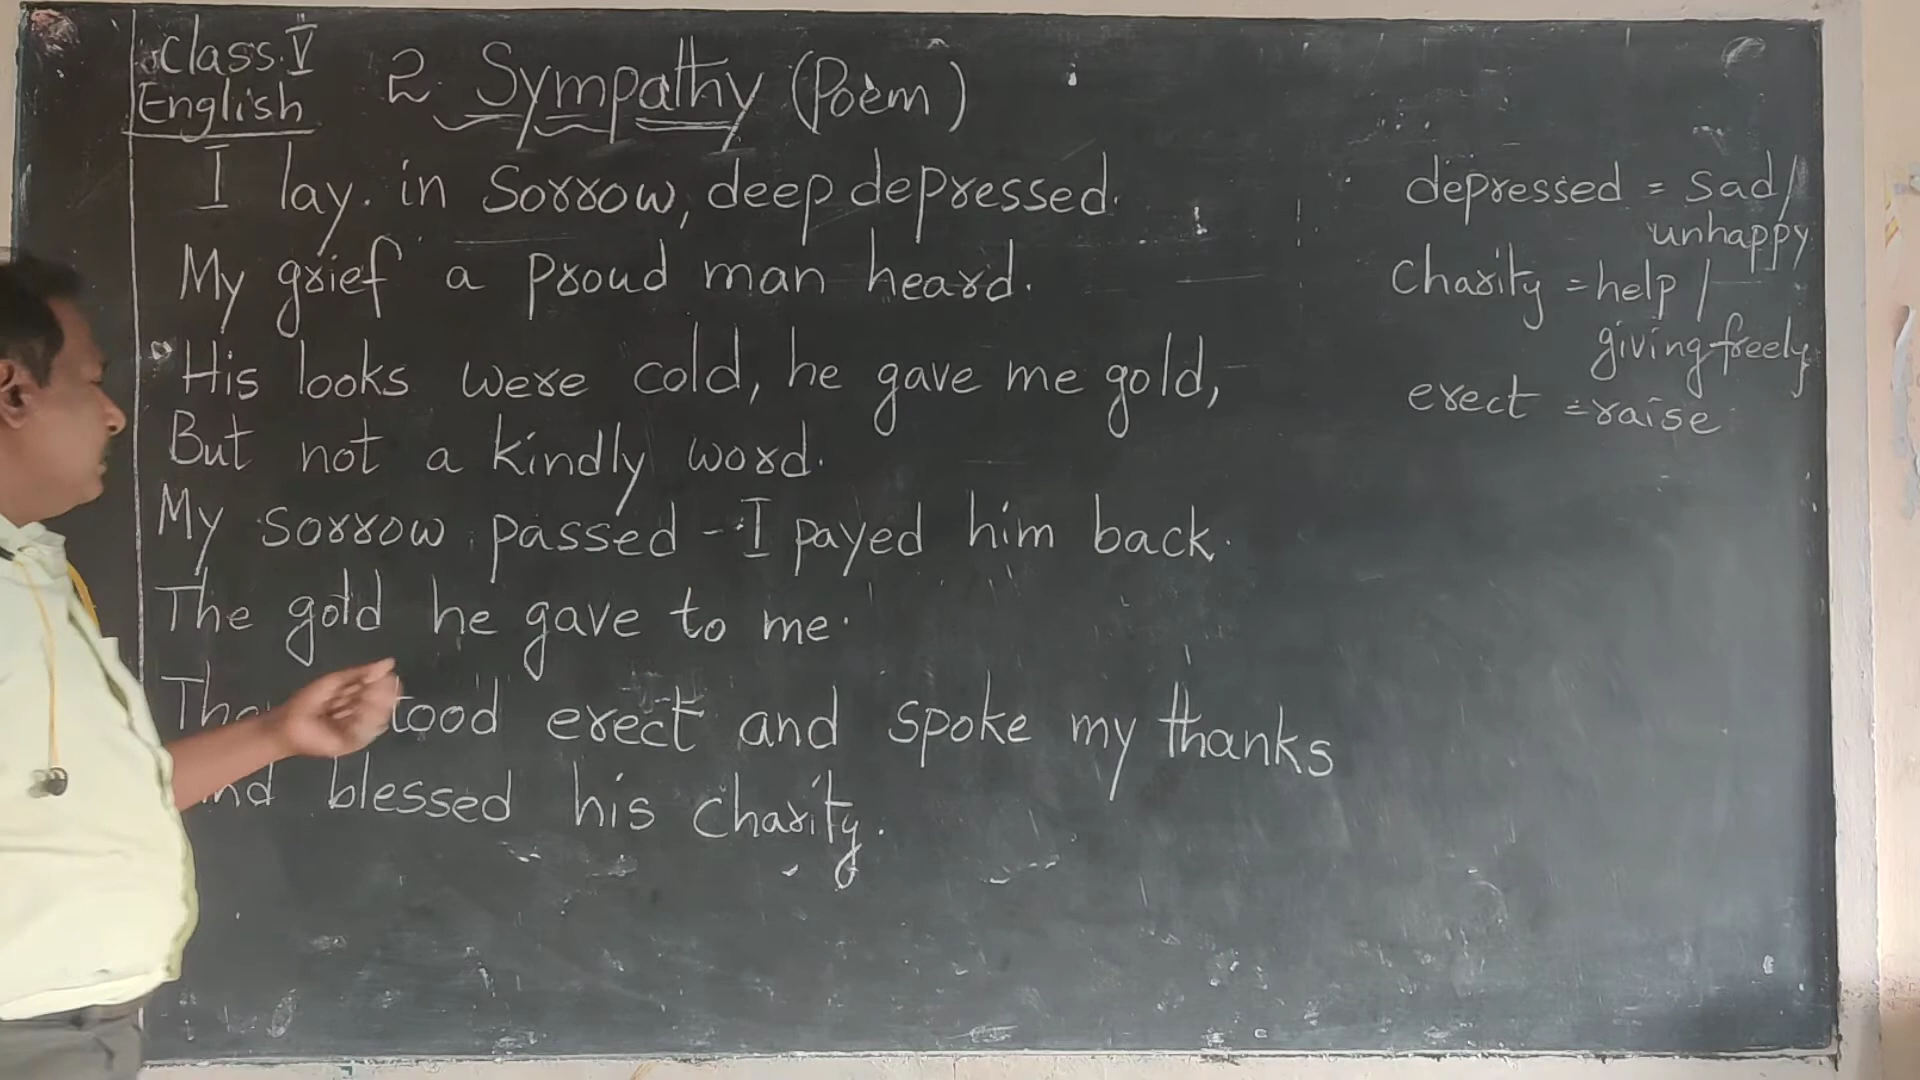 Class.V
English
2 Sympathy (Poem)
I lay. in Sorrow, deep depressed.
My grief a proud man heard.
His looks were cold, he gave me gold,
But not a kindly word.
My sorrow passed - I payed him back.
The gold he gave to me.
erect and spoke my thanks
blessed his charity.
depressed = sad/
unhappy
Charity = help /
giving freely
erect = raise